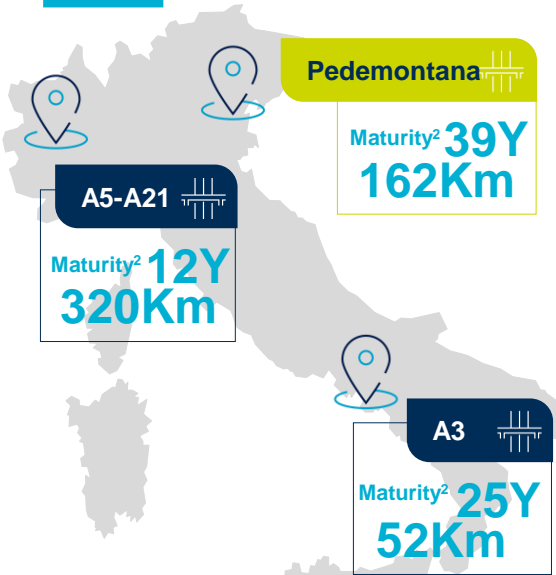 Pedemontana
Maturity² 39Y
162Km
A5-A21
Maturity² 12Y
320Km
A3
Maturity² 25Y
52Km